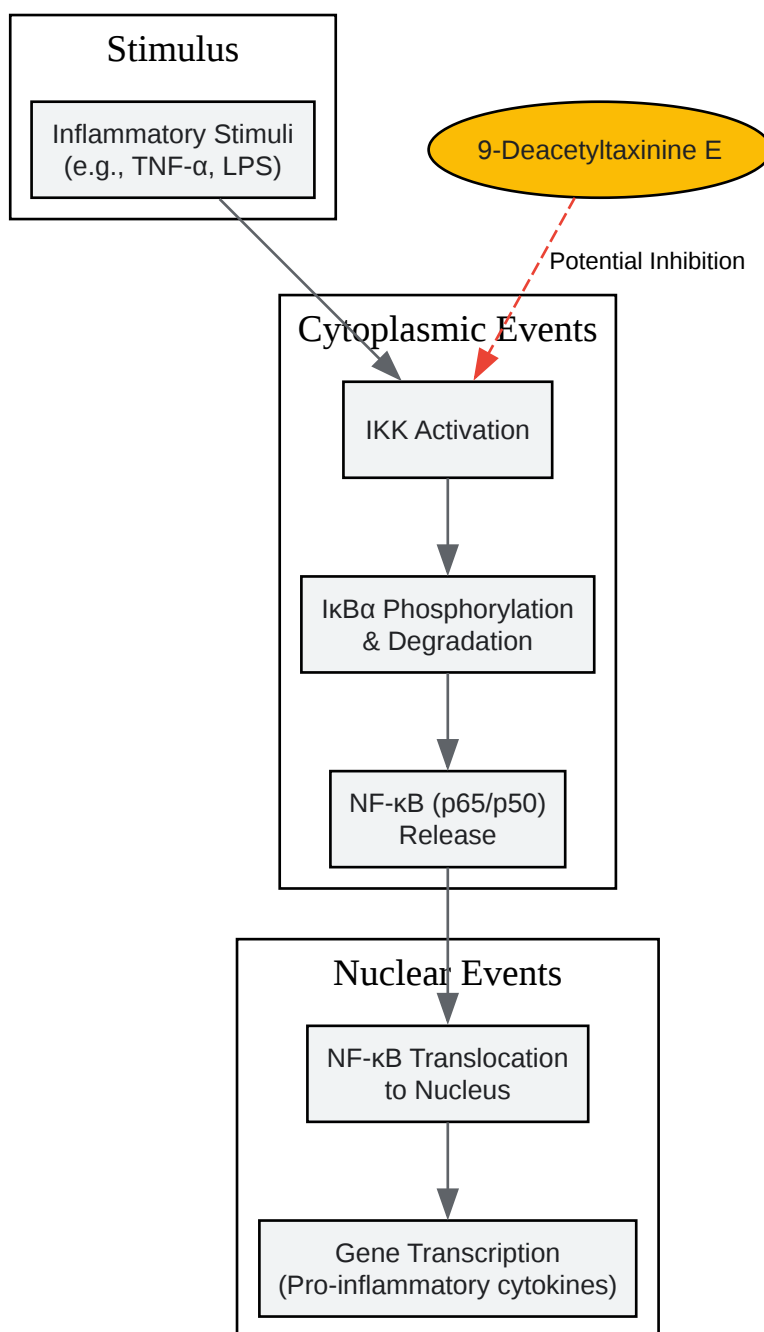 Stimulus
Inflammatory Stimuli
(e.g., TNF-α, LPS)
9-Deacetyltaxinine E
Potential Inhibition
Cytoplasmic Events
IKK Activation
IκBα Phosphorylation
& Degradation
NF-κB (p65/p50)
Release
Nuclear Events
NF-κB Translocation
to Nucleus
Gene Transcription
(Pro-inflammatory cytokines)